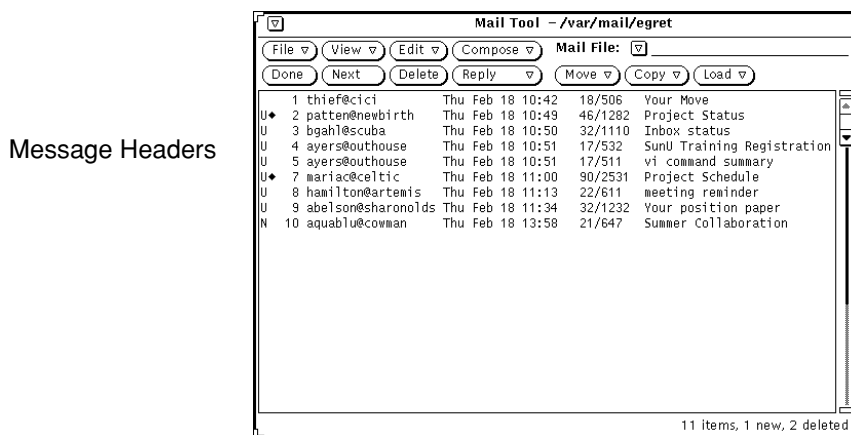 Mail Tool – /var/mail/egret
File View Edit Compose Mail File:
Done Next Delete Reply Move Copy Load
1 thief@cici Thu Feb 18 10:42 18/506 Your Move
U◆ 2 patten@newbirth Thu Feb 18 10:49 46/1282 Project Status
U 3 bgahl@scuba Thu Feb 18 10:50 32/1110 Inbox status
U 4 ayers@outhouse Thu Feb 18 10:51 17/532 SunU Training Registration
U 5 ayers@outhouse Thu Feb 18 10:51 17/511 vi command summary
U◆ 7 mariac@celtic Thu Feb 18 11:00 90/2531 Project Schedule
U 8 hamilton@artemis Thu Feb 18 11:13 22/611 meeting reminder
U 9 abelson@sharonolds Thu Feb 18 11:34 32/1232 Your position paper
N 10 aquablu@cowman Thu Feb 18 13:58 21/647 Summer Collaboration
Message Headers
11 items, 1 new, 2 deleted